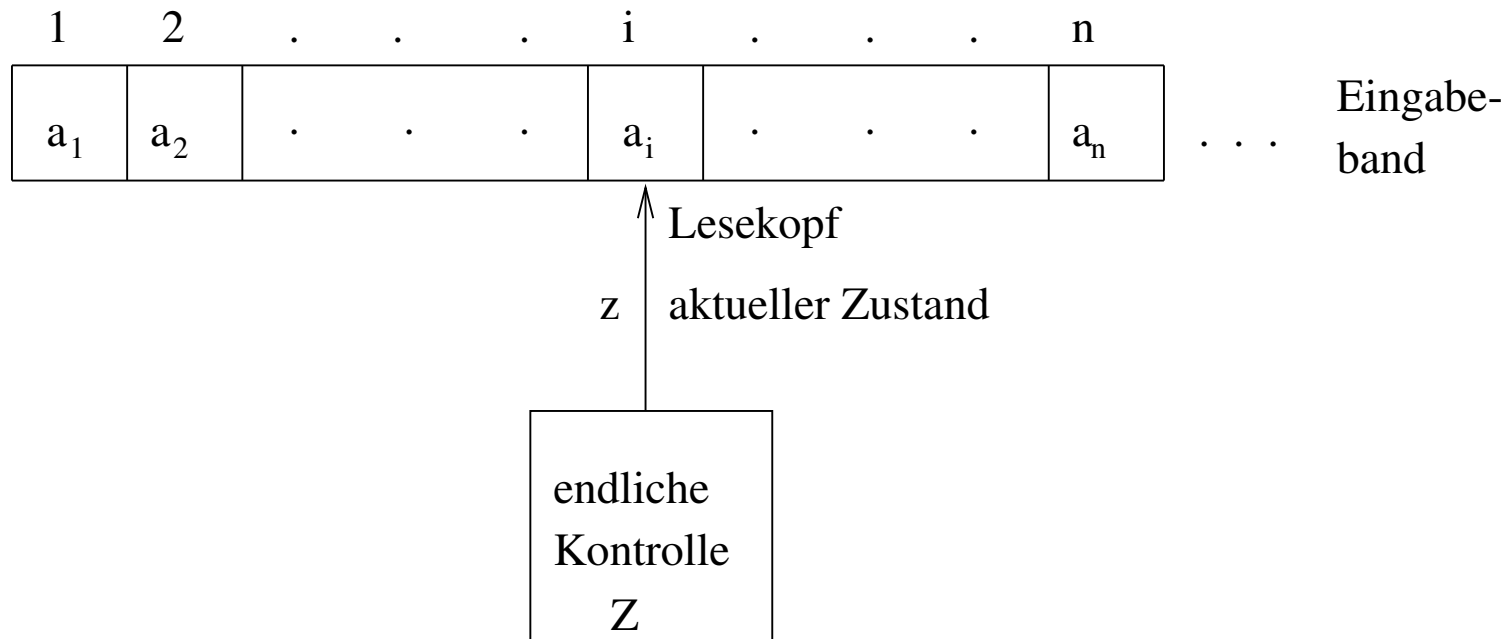 1 2 . . . i . . . n
a₁ a₂ . . . aᵢ . . . aₙ . . .
Eingabe-
band
Lesekopf
z aktueller Zustand
endliche
Kontrolle
Z